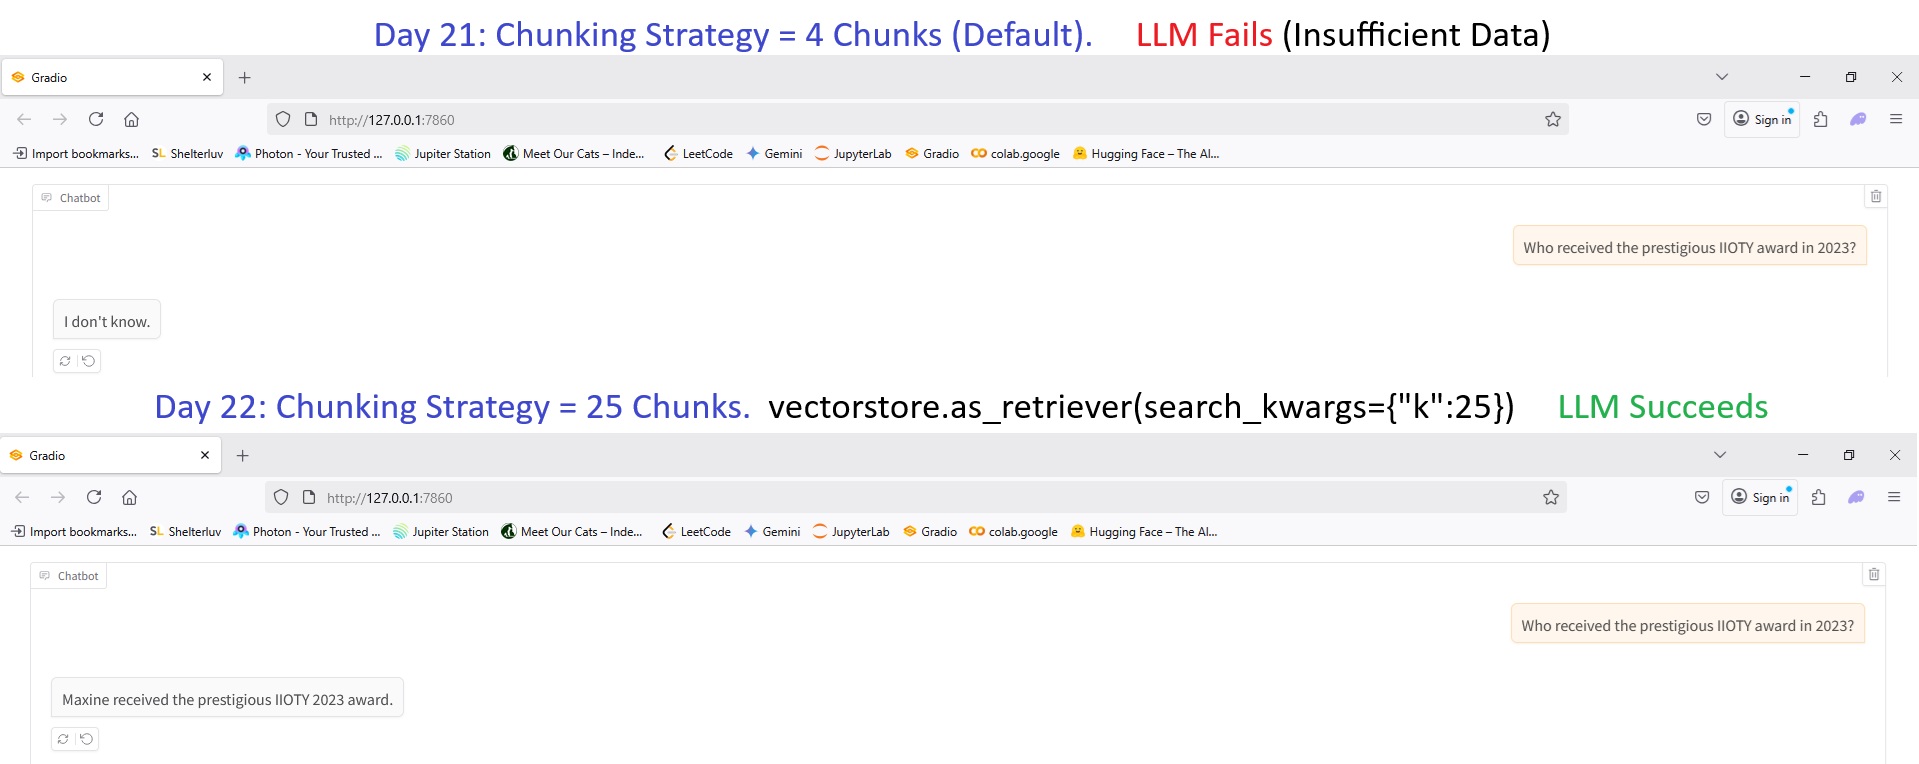 Day 21: Chunking Strategy = 4 Chunks (Default). LLM Fails (Insufficient Data)
Gradio
http://127.0.0.1:7860
Sign in
Import bookmarks... SL Shelterluv Photon - Your Trusted ... Jupiter Station Meet Our Cats – Inde... LeetCode Gemini JupyterLab Gradio colab.google Hugging Face – The AI...
Chatbot
Who received the prestigious IIOTY award in 2023?
I don't know.
Day 22: Chunking Strategy = 25 Chunks. vectorstore.as_retriever(search_kwargs={"k":25}) LLM Succeeds
Gradio
http://127.0.0.1:7860
Sign in
Import bookmarks... SL Shelterluv Photon - Your Trusted ... Jupiter Station Meet Our Cats – Inde... LeetCode Gemini JupyterLab Gradio colab.google Hugging Face – The AI...
Chatbot
Who received the prestigious IIOTY award in 2023?
Maxine received the prestigious IIOTY 2023 award.